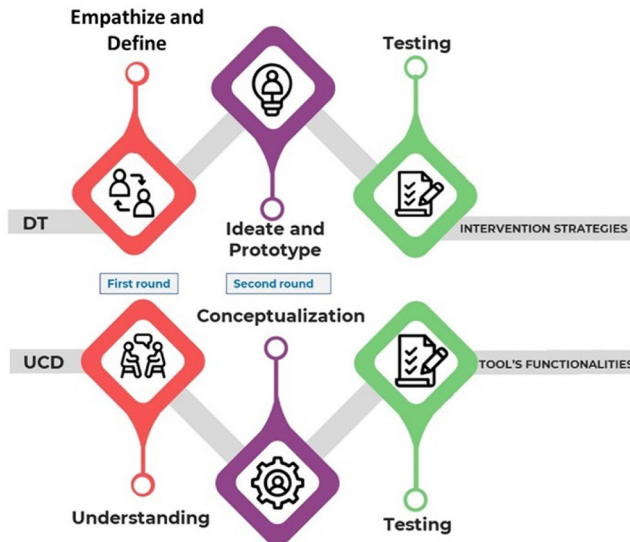 Empathize and
Define
Testing
DT
Ideate and
Prototype
INTERVENTION STRATEGIES
First round
Second round
Conceptualization
UCD
TOOL'S FUNCTIONALITIES
Understanding
Testing